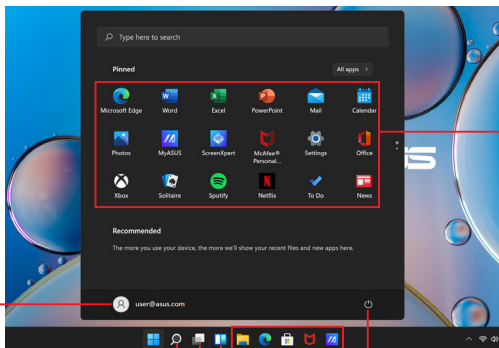 Type here to search
Pinned
All apps >
Microsoft Edge
Word
Excel
PowerPoint
Mail
Calendar
Photos
MyASUS
ScreenXpert
McAfee®
Personal...
Settings
Office
Xbox
Solitaire
Spotify
Netflix
To Do
News
Recommended
The more you use your device, the more we'll show your recent files and new apps here.
user@asus.com